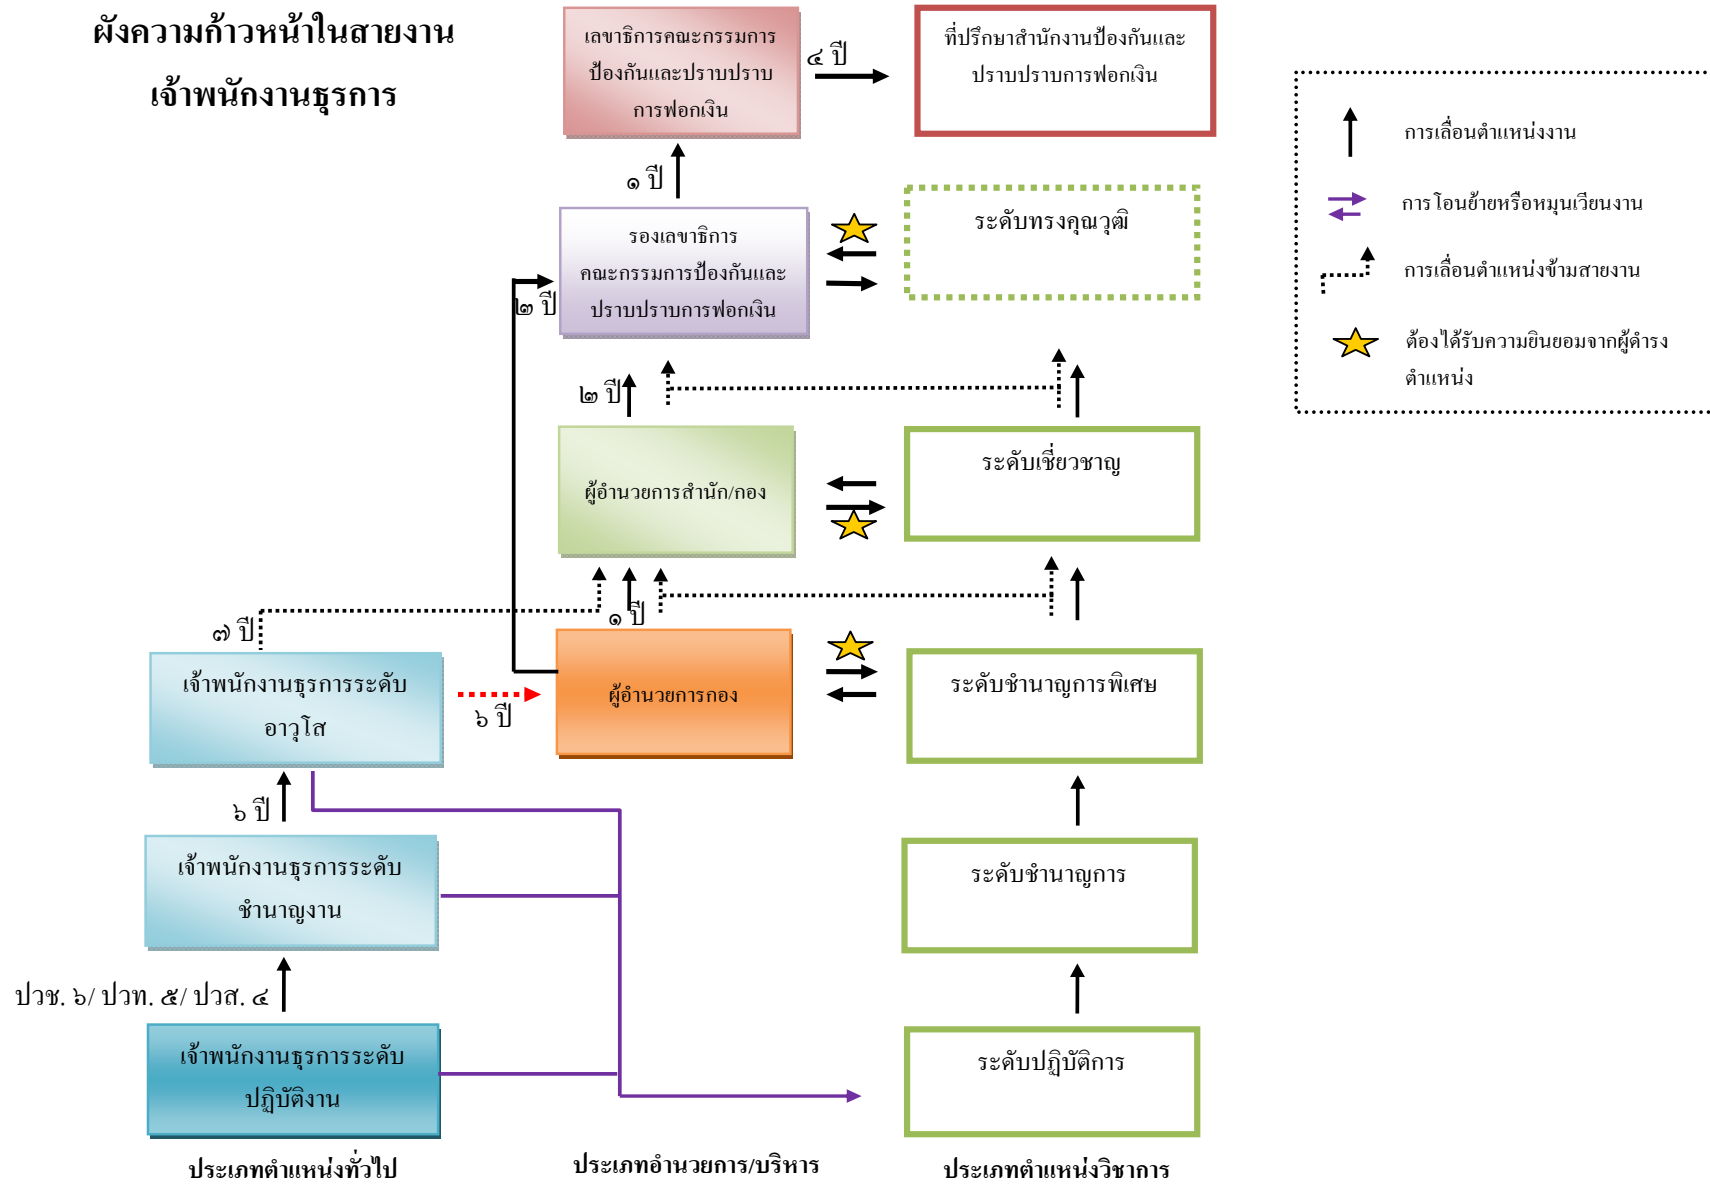 ผังความก้าวหน้าในสายงาน
เจ้าพนักงานธุรการ
เลขาธิการคณะกรรมการ
ป้องกันและปราบปราบ
การฟอกเงิน
๔ ปี
ที่ปรึกษาสำนักงานป้องกันและ
ปราบปราบการฟอกเงิน
การเลื่อนตำแหน่งงาน
การโอนย้ายหรือหมุนเวียนงาน
การเลื่อนตำแหน่งข้ามสายงาน
ต้องได้รับความยินยอมจากผู้ดำรง
ตำแหน่ง
๑ ปี
รองเลขาธิการ
คณะกรรมการป้องกันและ
ปราบปราบการฟอกเงิน
ระดับทรงคุณวุฒิ
๒ ปี
๒ ปี
ผู้อำนวยการสำนัก/กอง
ระดับเชี่ยวชาญ
๗ ปี
๑ ปี
เจ้าพนักงานธุรการระดับ
อาวุโส
๖ ปี
ผู้อำนวยการกอง
ระดับชำนาญการพิเศษ
๖ ปี
เจ้าพนักงานธุรการระดับ
ชำนาญงาน
ระดับชำนาญการ
ปวช. ๖/ ปวท. ๕/ ปวส. ๔
เจ้าพนักงานธุรการระดับ
ปฏิบัติงาน
ระดับปฏิบัติการ
ประเภทตำแหน่งทั่วไป
ประเภทอำนวยการ/บริหาร
ประเภทตำแหน่งวิชาการ